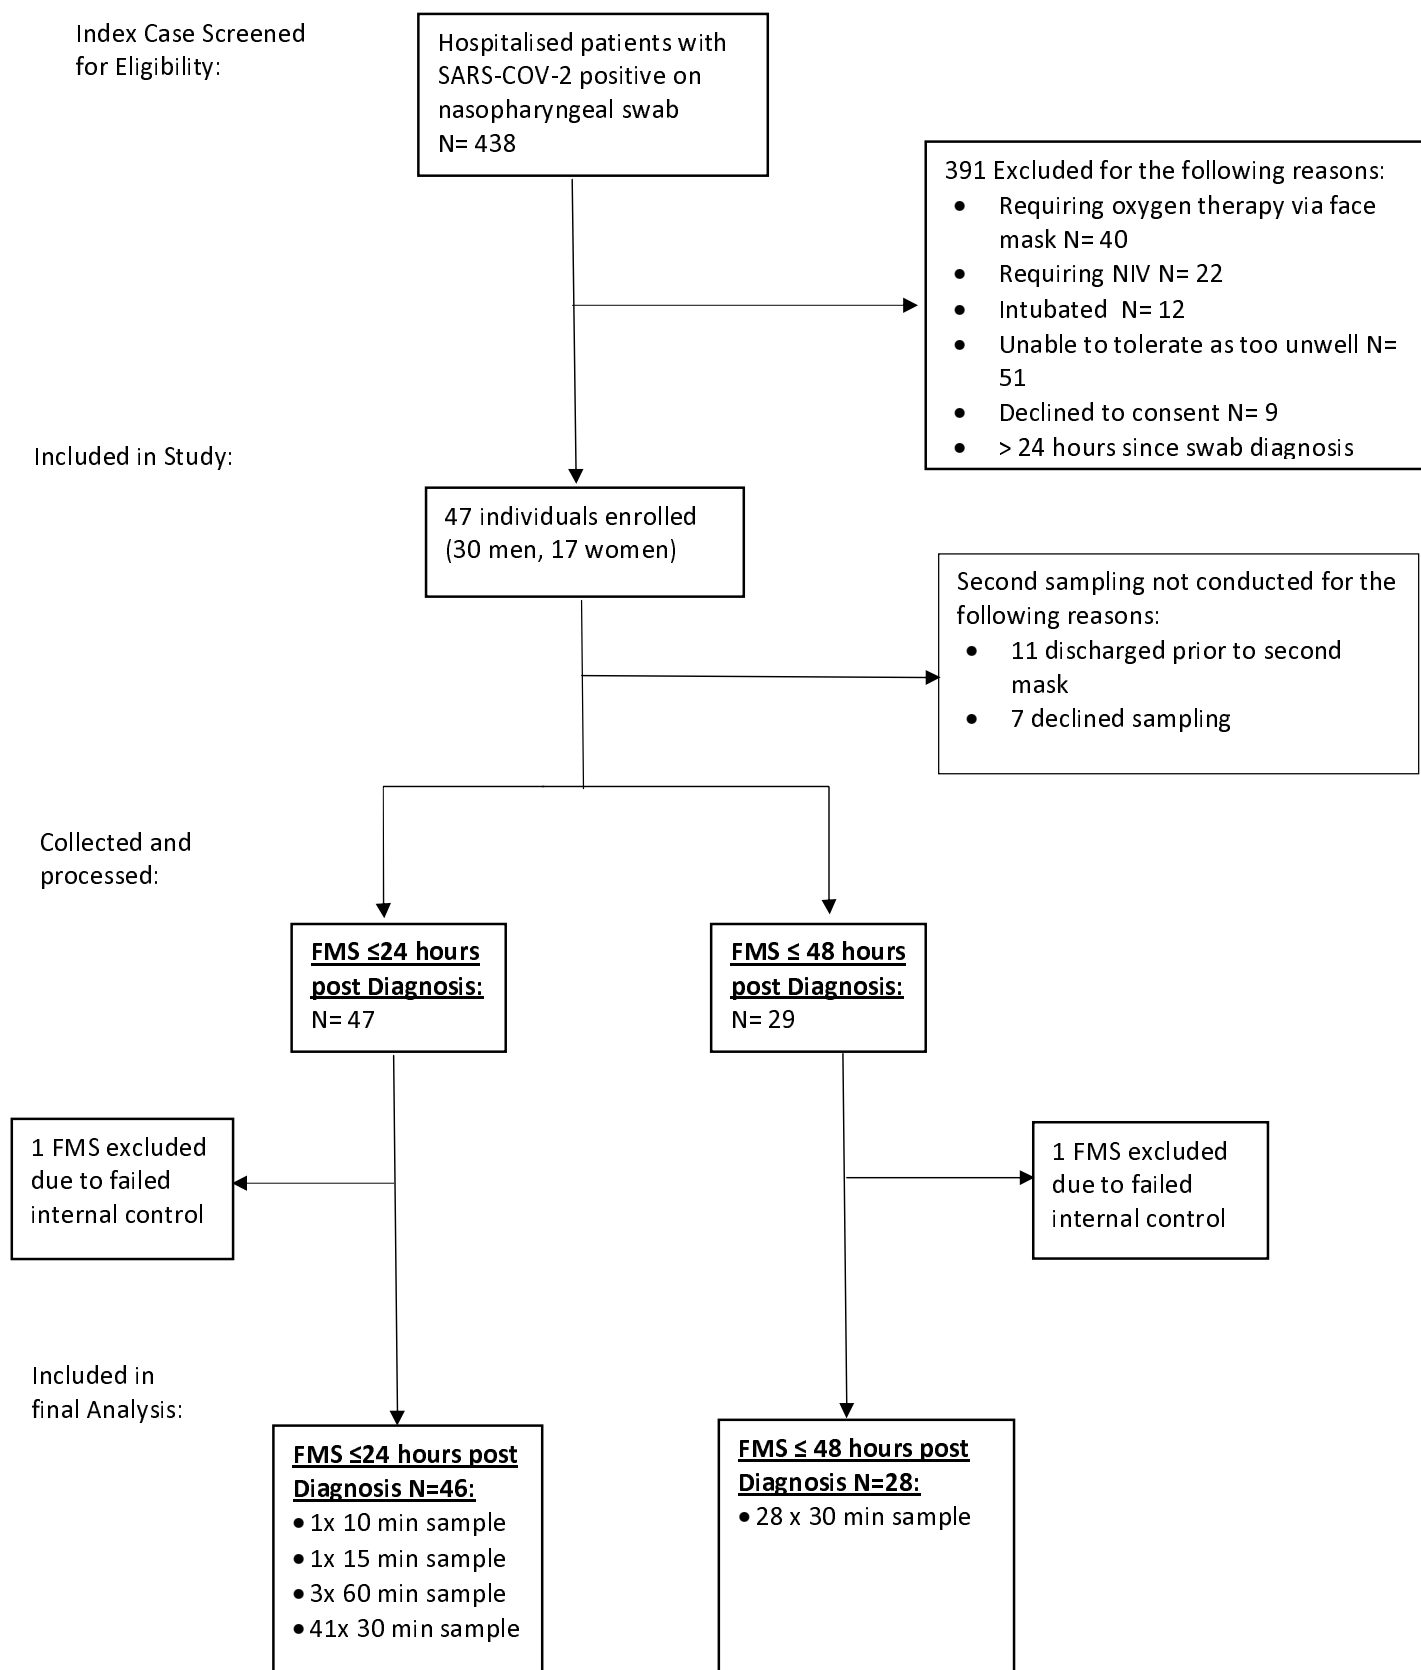 Index Case Screened
for Eligibility:
Hospitalised patients with
SARS-COV-2 positive on
nasopharyngeal swab
N= 438
391 Excluded for the following reasons:
• Requiring oxygen therapy via face
mask N= 40
• Requiring NIV N= 22
• Intubated  N= 12
• Unable to tolerate as too unwell N=
51
• Declined to consent N= 9
• > 24 hours since swab diagnosis
Included in Study:
47 individuals enrolled
(30 men, 17 women)
Second sampling not conducted for the
following reasons:
• 11 discharged prior to second
mask
• 7 declined sampling
Collected and
processed:
FMS ≤24 hours
post Diagnosis:
N= 47
FMS ≤ 48 hours
post Diagnosis:
N= 29
1 FMS excluded
due to failed
internal control
1 FMS excluded
due to failed
internal control
Included in
final Analysis:
FMS ≤24 hours post
Diagnosis N=46:
• 1x 10 min sample
• 1x 15 min sample
• 3x 60 min sample
• 41x 30 min sample
FMS ≤ 48 hours post
Diagnosis N=28:
• 28 x 30 min sample